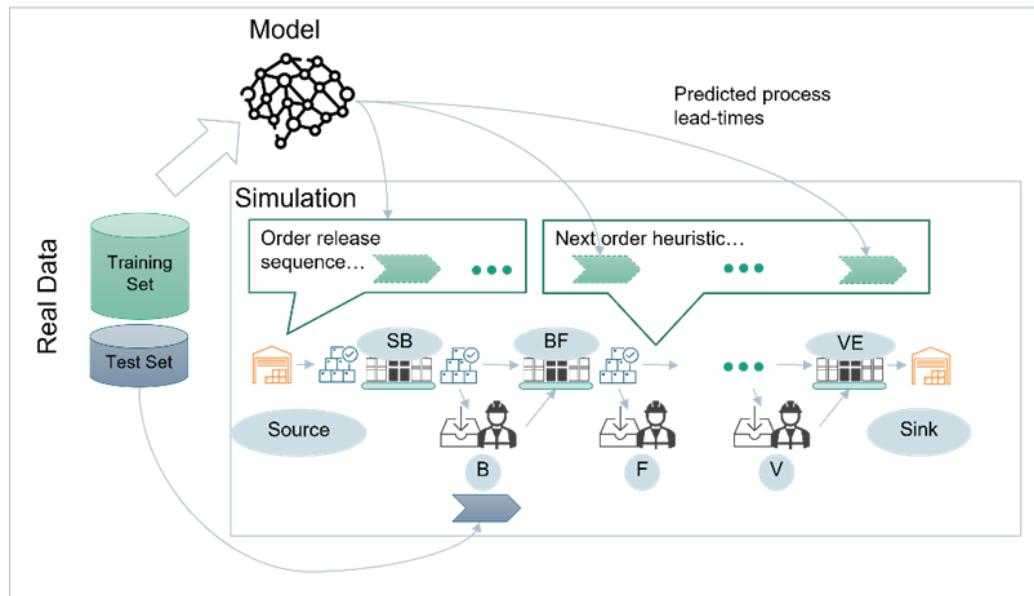 Model
Predicted process
lead-times
Real Data
Training
Set
Test Set
Simulation
Order release
sequence...
Next order heuristic...
SB
BF
VE
Source
B
F
V
Sink